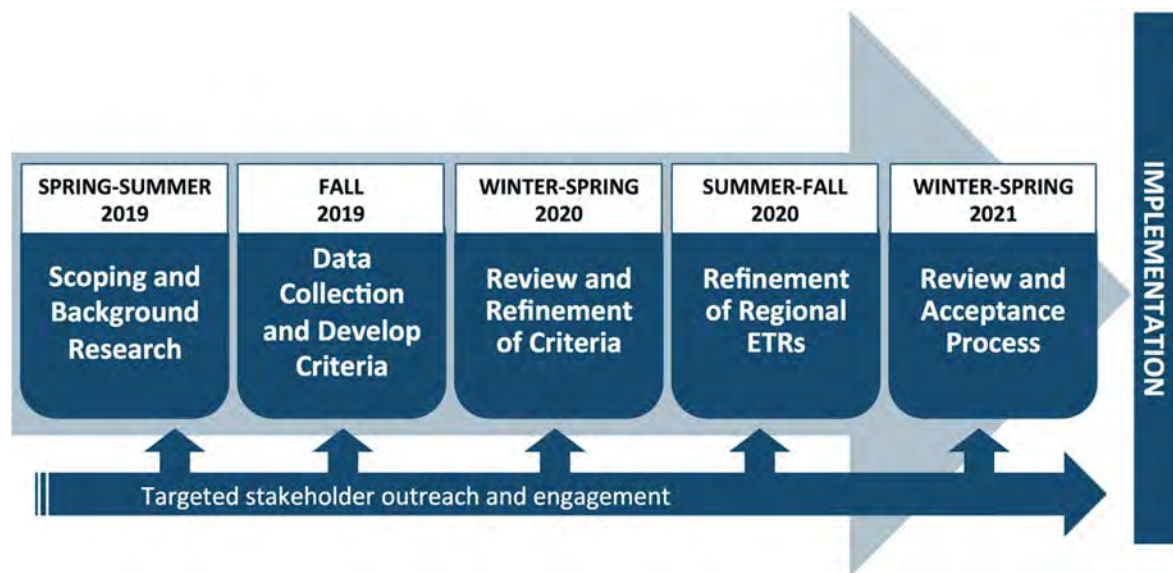 SPRING-SUMMER
2019
Scoping and
Background
Research
FALL
2019
Data
Collection
and Develop
Criteria
WINTER-SPRING
2020
Review and
Refinement
of Criteria
SUMMER-FALL
2020
Refinement
of Regional
ETRs
WINTER-SPRING
2021
Review and
Acceptance
Process
IMPLEMENTATION
Targeted stakeholder outreach and engagement